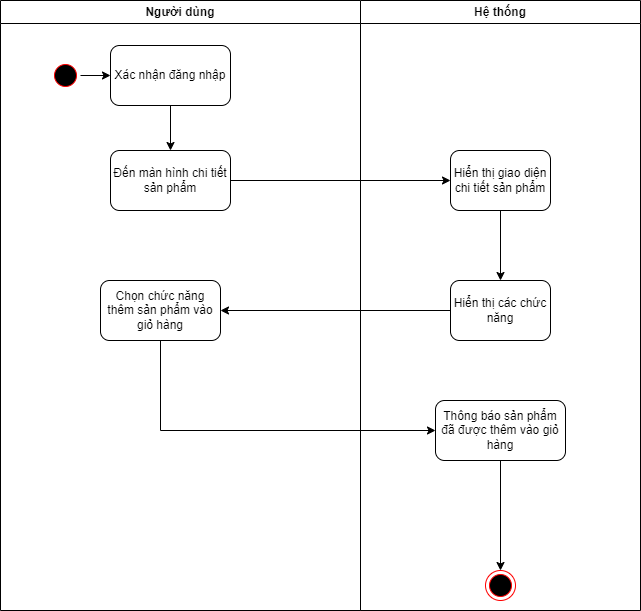 Người dùng
Hệ thống
Xác nhận đăng nhập
Đến màn hình chi tiết
sản phẩm
Hiển thị giao diện
chi tiết sản phẩm
Chọn chức năng
thêm sản phẩm vào
giỏ hàng
Hiển thị các chức
năng
Thông báo sản phẩm
đã được thêm vào giỏ
hàng